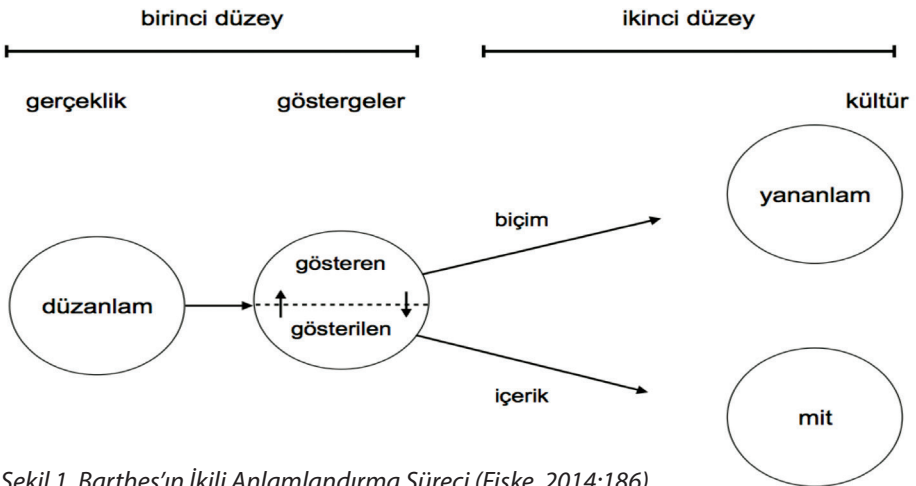 birinci düzey
ikinci düzey
gerçeklik
göstergeler
kültür
yananlam
biçim
gösteren
düzanlam
gösterilen
içerik
mit
Şekil 1. Barthes’ın İkili Anlamlandırma Süreci (Fiske, 2014:186)